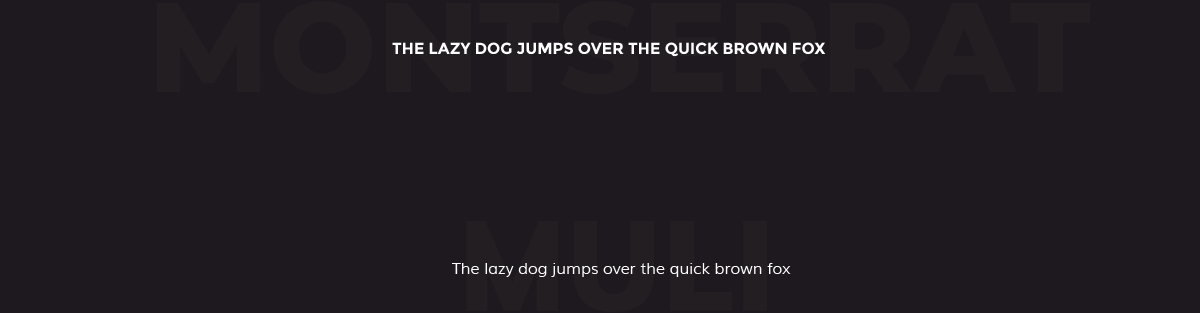 MONTSERRAT
THE LAZY DOG JUMPS OVER THE QUICK BROWN FOX
MULI
The lazy dog jumps over the quick brown fox